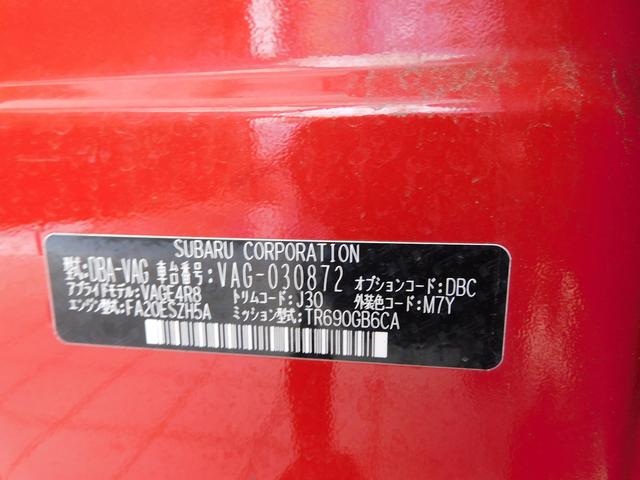 SUBARU CORPORATION
型式:DBA-VAG 車台番号:VAG-030872 オプションコード:DBC
アプライドモデル:VAGE4R8 トリムコード:J30 外装色コード:M7Y
エンジン型式:FA20ESZH5A ミッション型式:TR690GB6CA